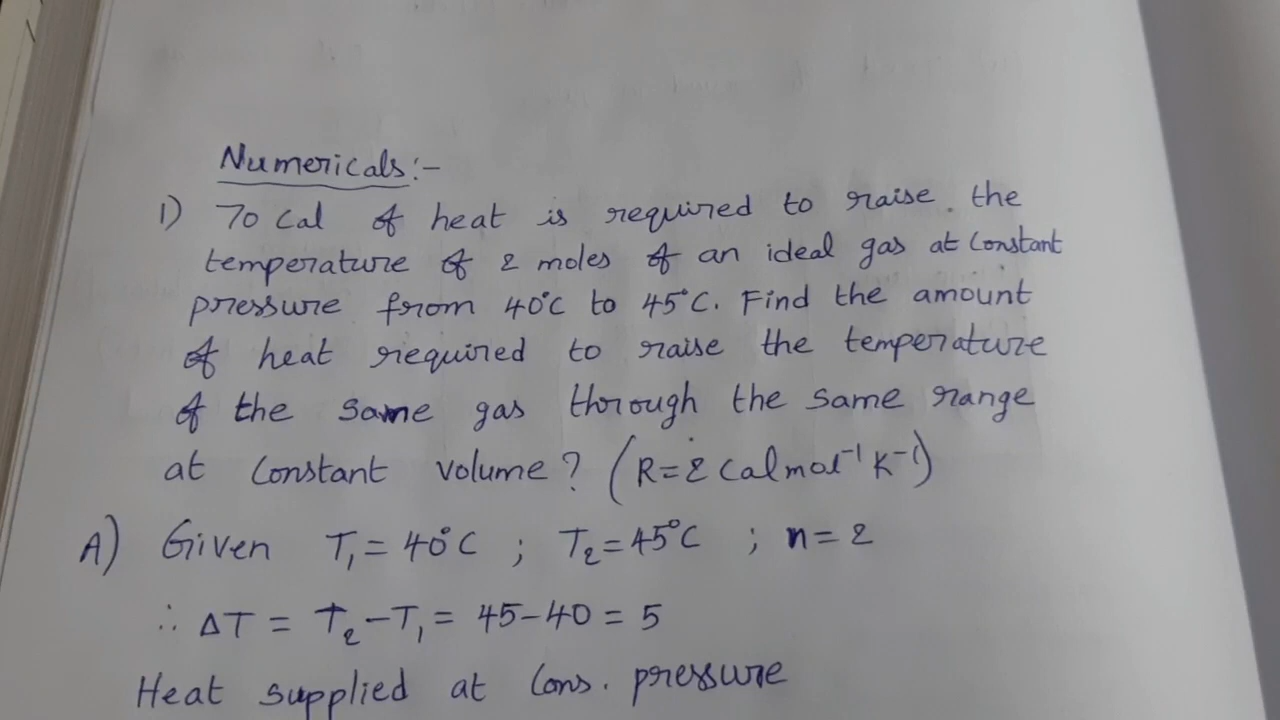 Numericals:-
1) 70 Cal of heat is required to raise the
temperature of 2 moles of an ideal gas at Constant
pressure from 40°C to 45°C. Find the amount
of heat required to raise the temperature
of the same gas through the same range
at Constant volume? (R=2 Cal mol⁻¹ K⁻¹)
A) Given T₁ = 40°C ; T₂ = 45°C ; n = 2
∴ ΔT = T₂ – T₁ = 45 – 40 = 5
Heat supplied at Cons. pressure